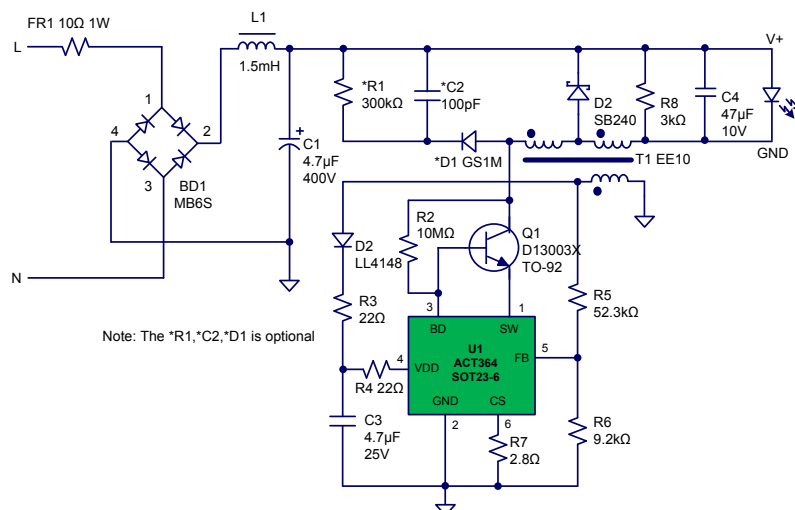 FR1 10Ω 1W
L
L1
1.5mH
1
4
2
3
BD1
MB6S
N
+
C1
4.7μF
400V
*R1
300kΩ
*C2
100pF
*D1 GS1M
D2
SB240
R8
3kΩ
C4
47μF
10V
V+
GND
T1 EE10
D2
LL4148
R2
10MΩ
Q1
D13003X
TO-92
R3
22Ω
R5
52.3kΩ
Note: The *R1,*C2,*D1 is optional
3
1
BD
SW
U1
ACT364
SOT23-6
4
VDD
FB
5
GND
CS
2
6
R4 22Ω
C3
4.7μF
25V
R7
2.8Ω
R6
9.2kΩ